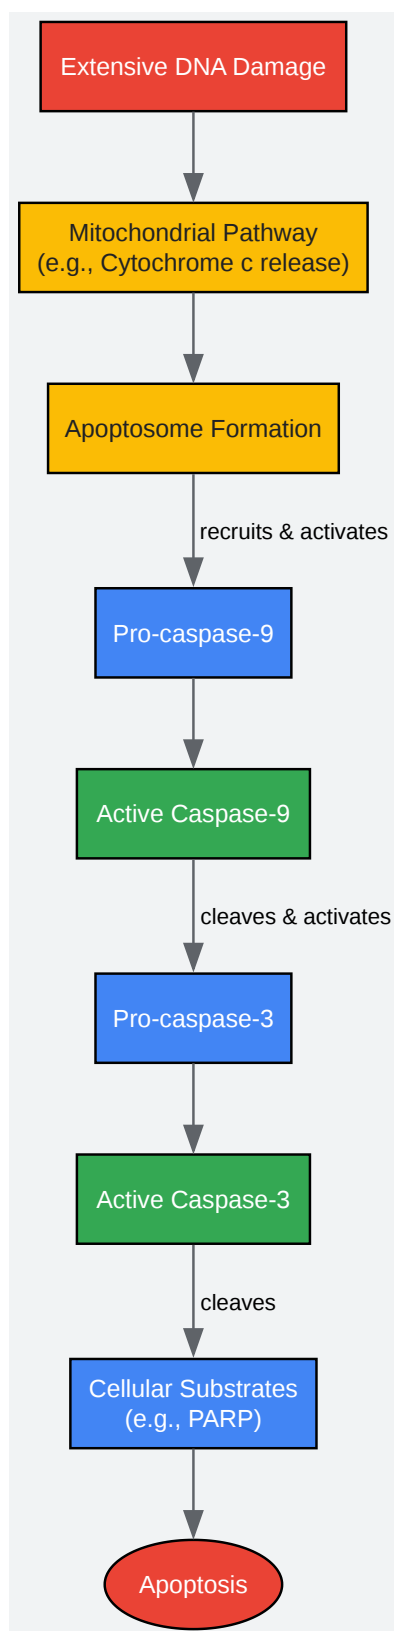 Extensive DNA Damage
Mitochondrial Pathway
(e.g., Cytochrome c release)
Apoptosome Formation
recruits & activates
Pro-caspase-9
Active Caspase-9
cleaves & activates
Pro-caspase-3
Active Caspase-3
cleaves
Cellular Substrates
(e.g., PARP)
Apoptosis